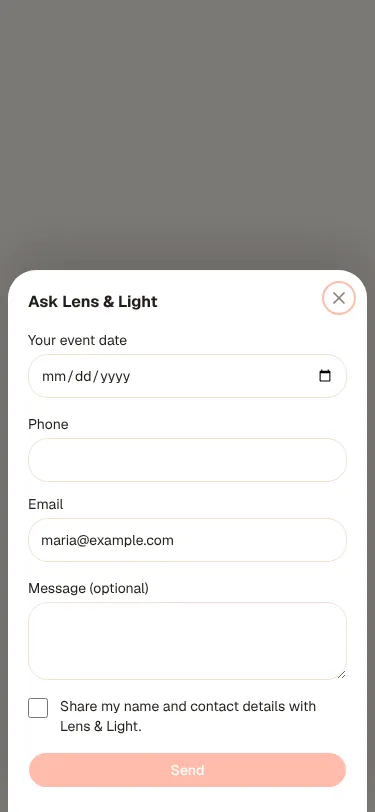 Ask Lens & Light
Your event date
mm/dd/yyyy
Phone
Email
maria@example.com
Message (optional)
Share my name and contact details with
Lens & Light.
Send